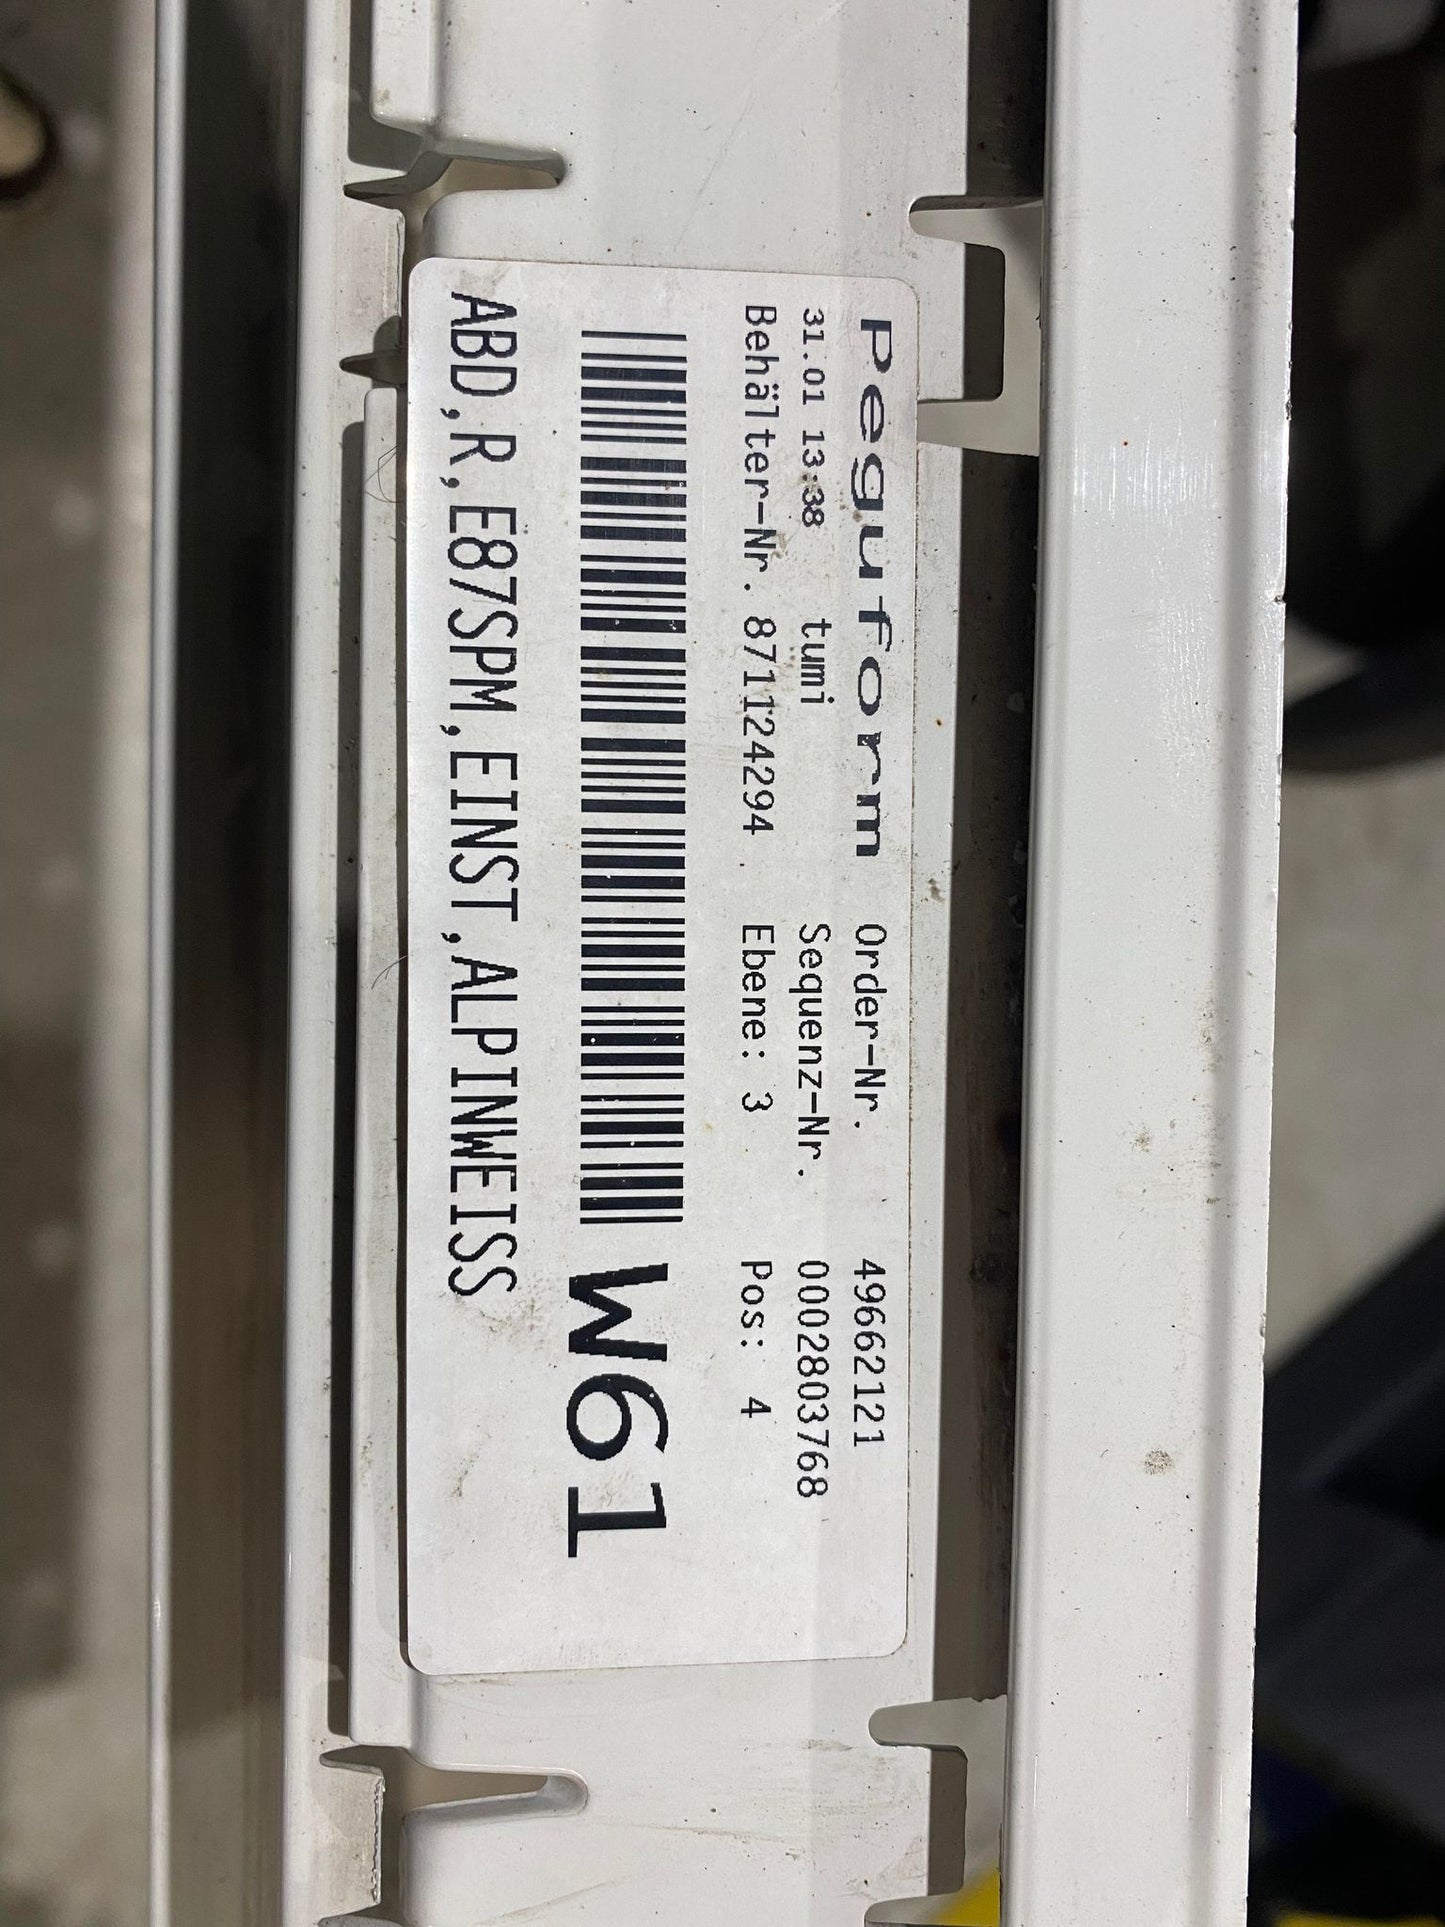 Peguform Order-Nr. 49662121
31.01 13:38 tumi Sequenz-Nr. 0002803768
Behälter-Nr. 871124294 Ebene: 3 Pos: 4
W61
ABD,R,E87SPM,EINST,ALPINWEISS